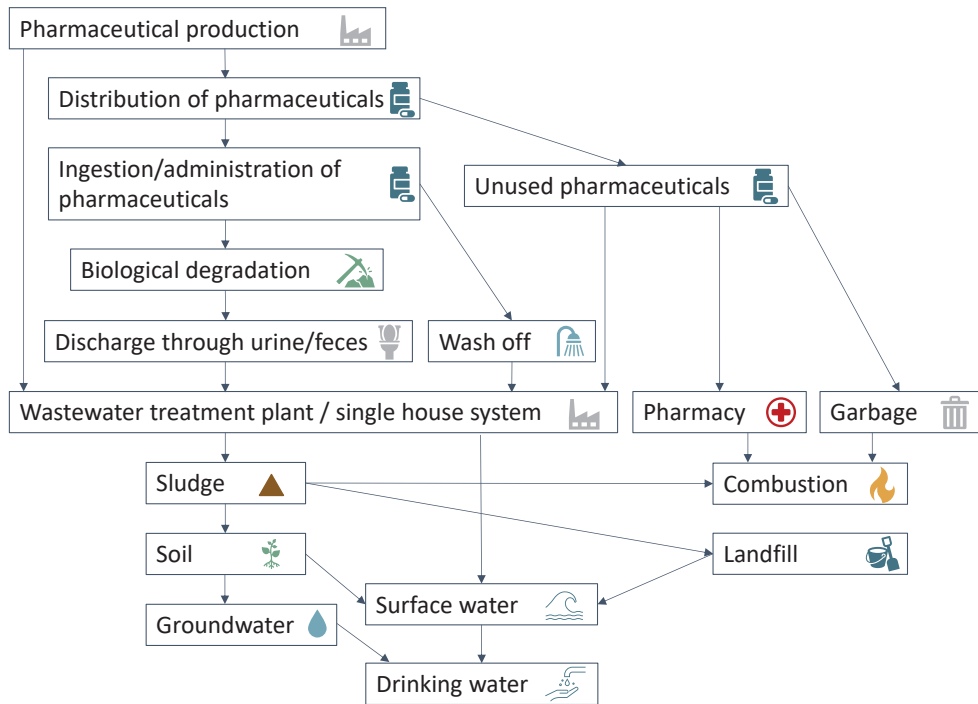 Pharmaceutical production
Distribution of pharmaceuticals
Ingestion/administration of
pharmaceuticals
Unused pharmaceuticals
Biological degradation
Discharge through urine/feces
Wash off
Wastewater treatment plant / single house system
Pharmacy
Garbage
Sludge
Combustion
Soil
Landfill
Surface water
Groundwater
Drinking water